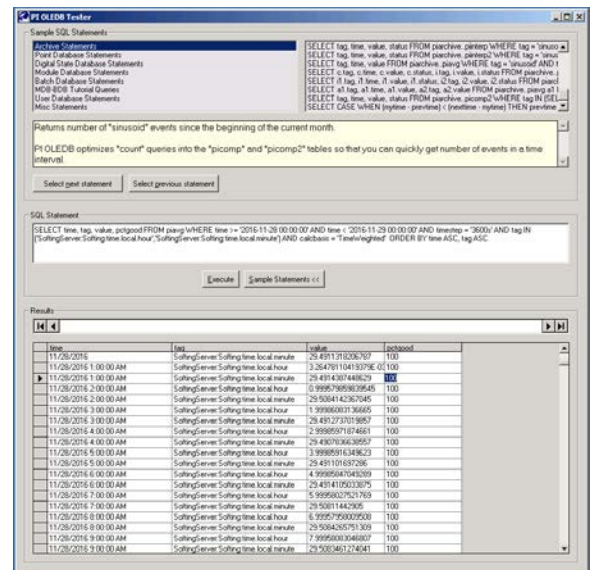 PI OLEDB Tester
Sample SQL Statements
Archive Statements
Point Database Statements
Digital State Database Statements
Module Database Statements
Batch Database Statements
MDB-BDB Tutorial Queries
User Database Statements
Misc Statements
SELECT tag, time, value, status FROM piarchive..piinterp WHERE tag = 'sinuso
SELECT tag, time, value, status FROM piarchive..piinterp2 WHERE tag = 'sinuso
SELECT tag, time, value FROM piarchive..piavg WHERE tag = 'sinusoid' AND t
SELECT c.tag, c.time, c.value, c.status, i.tag, i.value, i.status FROM piarchive..p
SELECT i1.tag, i1.time, i1.value, i1.status, i2.tag, i2.value, i2.status FROM piarch
SELECT a1.tag, a1.time, a1.value, a2.tag, a2.value FROM piarchive..piavg a1 I
SELECT tag, time, value, status FROM piarchive..picomp2 WHERE tag IN (SEL
SELECT CASE WHEN (mytime - prevtime) < (nexttime - mytime) THEN prevtime
Returns number of "sinusoid" events since the beginning of the current month.
PI OLEDB optimizes "count" queries into the "picomp" and "picomp2" tables so that you can quickly get number of events in a time
interval.
Select next statement Select previous statement
SQL Statement
SELECT time, tag, value, pctgood FROM piavg WHERE time >= '2016-11-28 00:00:00' AND time < '2016-11-29 00:00:00' AND timestep = '3600s' AND tag IN
('SoftingServer:Softing.time.local.hour','SoftingServer:Softing.time.local.minute') AND calcbasis = 'TimeWeighted' ORDER BY time ASC, tag ASC
Execute Sample Statements <<
Results
time tag value pctgood
11/28/2016 SoftingServer:Softing.time.local.minute 29.4911318206787 100
11/28/2016 1:00:00 AM SoftingServer:Softing.time.local.hour 3.26478110419379E-03 100
11/28/2016 1:00:00 AM SoftingServer:Softing.time.local.minute 29.4914387448629 100
11/28/2016 2:00:00 AM SoftingServer:Softing.time.local.hour 0.999579859839545 100
11/28/2016 2:00:00 AM SoftingServer:Softing.time.local.minute 29.5084142367045 100
11/28/2016 3:00:00 AM SoftingServer:Softing.time.local.hour 1.99986083136665 100
11/28/2016 3:00:00 AM SoftingServer:Softing.time.local.minute 29.4912737019857 100
11/28/2016 4:00:00 AM SoftingServer:Softing.time.local.hour 2.99985971874661 100
11/28/2016 4:00:00 AM SoftingServer:Softing.time.local.minute 29.4907036638557 100
11/28/2016 5:00:00 AM SoftingServer:Softing.time.local.hour 3.99985916349623 100
11/28/2016 5:00:00 AM SoftingServer:Softing.time.local.minute 29.491101697286 100
11/28/2016 6:00:00 AM SoftingServer:Softing.time.local.hour 4.99985847049289 100
11/28/2016 6:00:00 AM SoftingServer:Softing.time.local.minute 29.4914105033875 100
11/28/2016 7:00:00 AM SoftingServer:Softing.time.local.hour 5.99958027521769 100
11/28/2016 7:00:00 AM SoftingServer:Softing.time.local.minute 29.50811442905 100
11/28/2016 8:00:00 AM SoftingServer:Softing.time.local.hour 6.99957958009508 100
11/28/2016 8:00:00 AM SoftingServer:Softing.time.local.minute 29.5084265751309 100
11/28/2016 9:00:00 AM SoftingServer:Softing.time.local.hour 7.99958083046807 100
11/28/2016 9:00:00 AM SoftingServer:Softing.time.local.minute 29.5083461274041 100